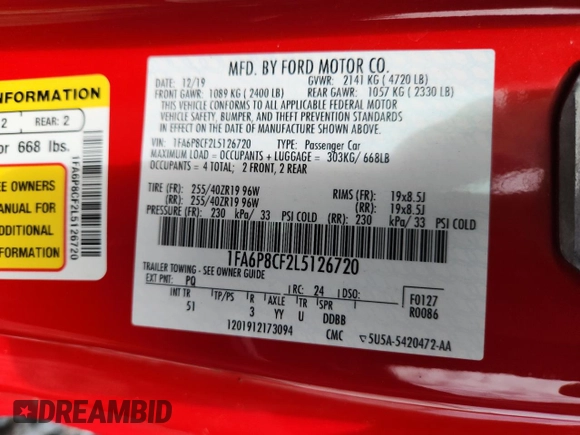 MFD. BY FORD MOTOR CO.
DATE: 12/19 GVWR: 2141 KG ( 4720 LB)
FRONT GAWR: 1089 KG ( 2400 LB) REAR GAWR: 1057 KG ( 2330 LB)
THIS VEHICLE CONFORMS TO ALL APPLICABLE FEDERAL MOTOR
VEHICLE SAFETY, BUMPER, AND THEFT PREVENTION STANDARDS
IN EFFECT ON THE DATE OF MANUFACTURE SHOWN ABOVE.
VIN: 1FA6P8CF2L5126720 TYPE: Passenger Car
MAXIMUM LOAD = OCCUPANTS + LUGGAGE = 303KG/ 668LB
OCCUPANTS = 4 TOTAL; 2 FRONT, 2 REAR
TIRE (FR): 255/40ZR19 96W RIMS (FR): 19x8.5J
(RR): 255/40ZR19 96W (RR): 19x8.5J
PRESSURE (FR): 230 kPa/ 33 PSI COLD (RR): 230 kPa/ 33 PSI COLD
1FA6P8CF2L5126720
TRAILER TOWING - SEE OWNER GUIDE
EXT PNT: PQ RC: 24 DSO: F0127
INT TR TP/PS R AXLE TR SPR R0086
51 3 YY U DDBB
1201912173094 CMC 5U5A-5420472-AA
NFORMATION
2 REAR: 2
or 668 lbs.
EE OWNERS
ANUAL FOR
DDITIONAL
FORMATION
1FA6P8CF2L5126720
DREAMBID